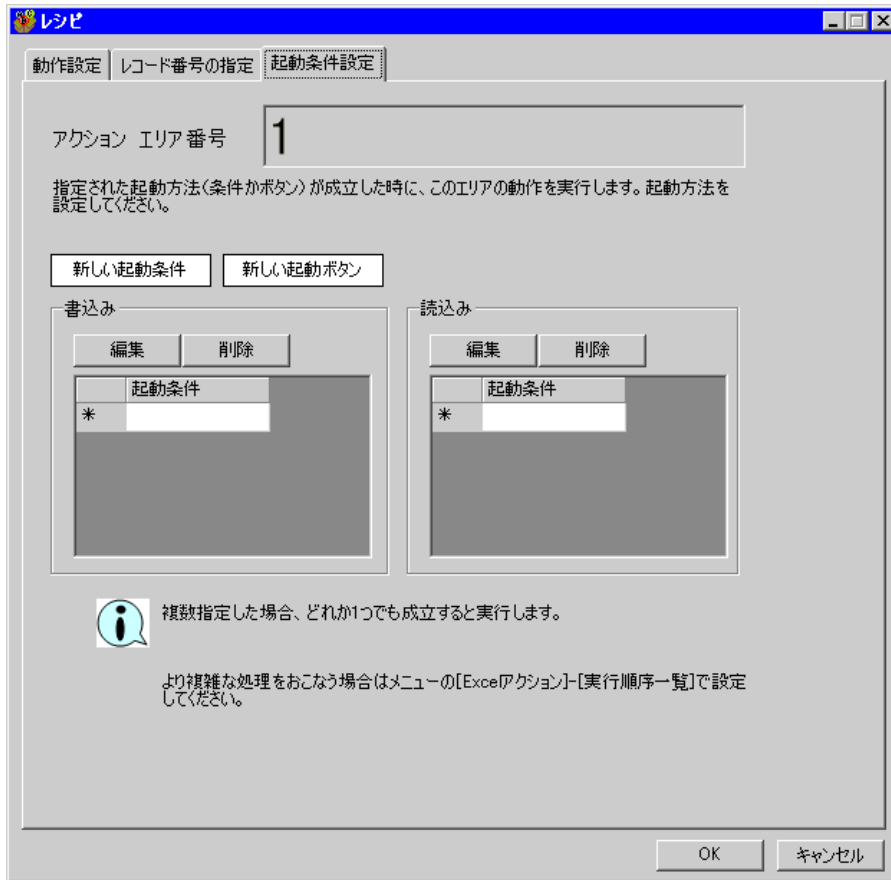 レシピ
動作設定 レコード番号の指定 起動条件設定
アクション エリア番号 1
指定された起動方法(条件かボタン)が成立した時に、このエリアの動作を実行します。起動方法を
設定してください。
新しい起動条件 新しい起動ボタン
書込み 読込み
編集 削除 編集 削除
起動条件 起動条件
* *
複数指定した場合、どれか1つでも成立すると実行します。
より複雑な処理をおこなう場合はメニューの[Excelアクション]-[実行順序一覧]で設定
してください。
OK キャンセル